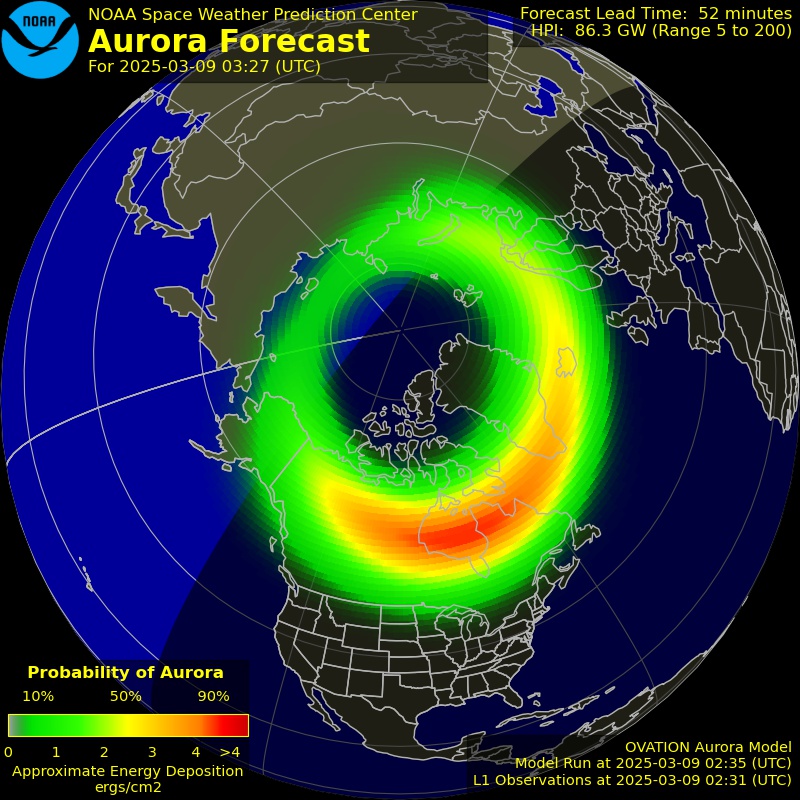 NOAA
NOAA Space Weather Prediction Center
Aurora Forecast
For 2025-03-09 03:27 (UTC)
Forecast Lead Time: 52 minutes
HPI: 86.3 GW (Range 5 to 200)
Probability of Aurora
10% 50% 90%
0 1 2 3 4 >4
Approximate Energy Deposition
ergs/cm2
OVATION Aurora Model
Model Run at 2025-03-09 02:35 (UTC)
L1 Observations at 2025-03-09 02:31 (UTC)